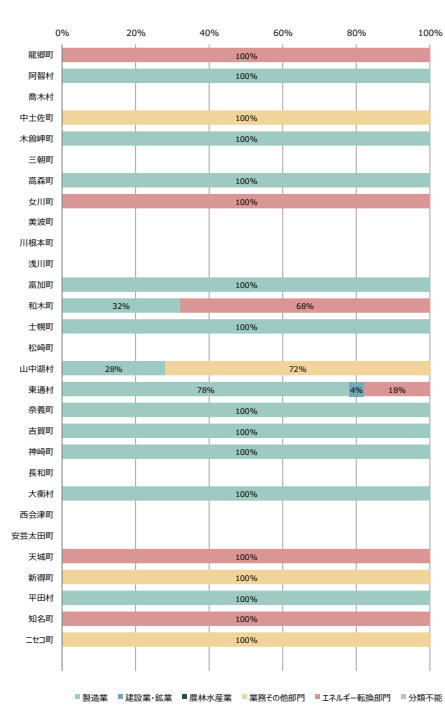 0% 20% 40% 60% 80% 100%
龍郷町 100%
阿智村 100%
喬木村
中土佐町 100%
木曽岬町 100%
三朝町
高森町 100%
女川町 100%
美波町
川根本町
浅川町
富加町 100%
和木町 32% 68%
士幌町 100%
松崎町
山中湖村 28% 72%
東通村 78% 4% 18%
奈義町 100%
吉賀町 100%
神崎町 100%
長和町
大衡村 100%
西会津町
安芸太田町
天城町 100%
新得町 100%
平田村 100%
知名町 100%
ニセコ町 100%
製造業 建設業・鉱業 農林水産業 業務その他部門 エネルギー転換部門 分類不能